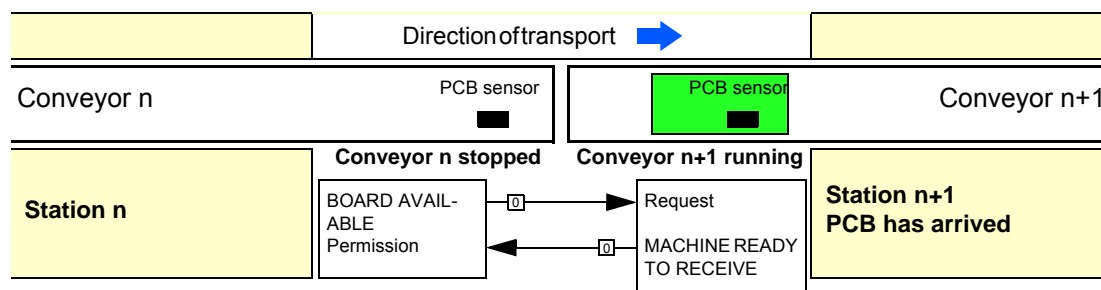 Direction of transport
Conveyor n
PCB sensor
PCB sensor
Conveyor n+1
Conveyor n stopped
Conveyor n+1 running
Station n
BOARD AVAIL-
ABLE
Permission
0
0
Request
MACHINE READY
TO RECEIVE
Station n+1
PCB has arrived